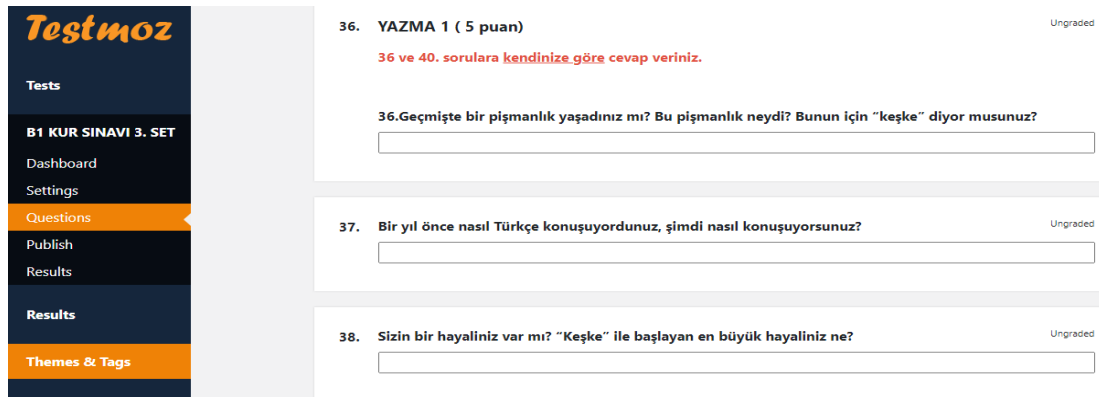 Testmoz
Tests
B1 KUR SINAVI 3. SET
Dashboard
Settings
Questions
Publish
Results
Results
Themes & Tags
36. YAZMA 1 ( 5 puan) Ungraded
36 ve 40. sorulara kendinize göre cevap veriniz.
36.Geçmişte bir pişmanlık yaşadınız mı? Bu pişmanlık neydi? Bunun için “keşke” diyor musunuz?
37. Bir yıl önce nasıl Türkçe konuşuyordunuz, şimdi nasıl konuşuyorsunuz? Ungraded
38. Sizin bir hayaliniz var mı? “Keşke” ile başlayan en büyük hayaliniz ne? Ungraded